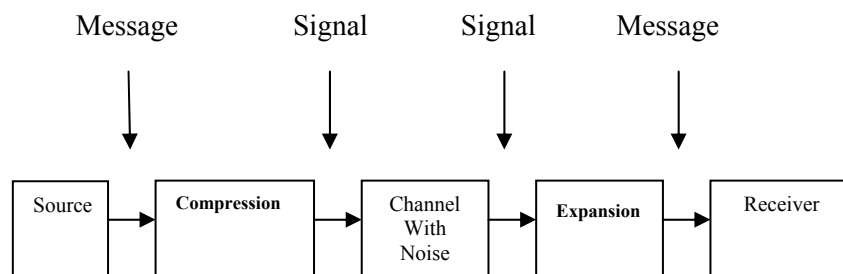 Message Signal Signal Message
Source Compression Channel With Noise Expansion Receiver